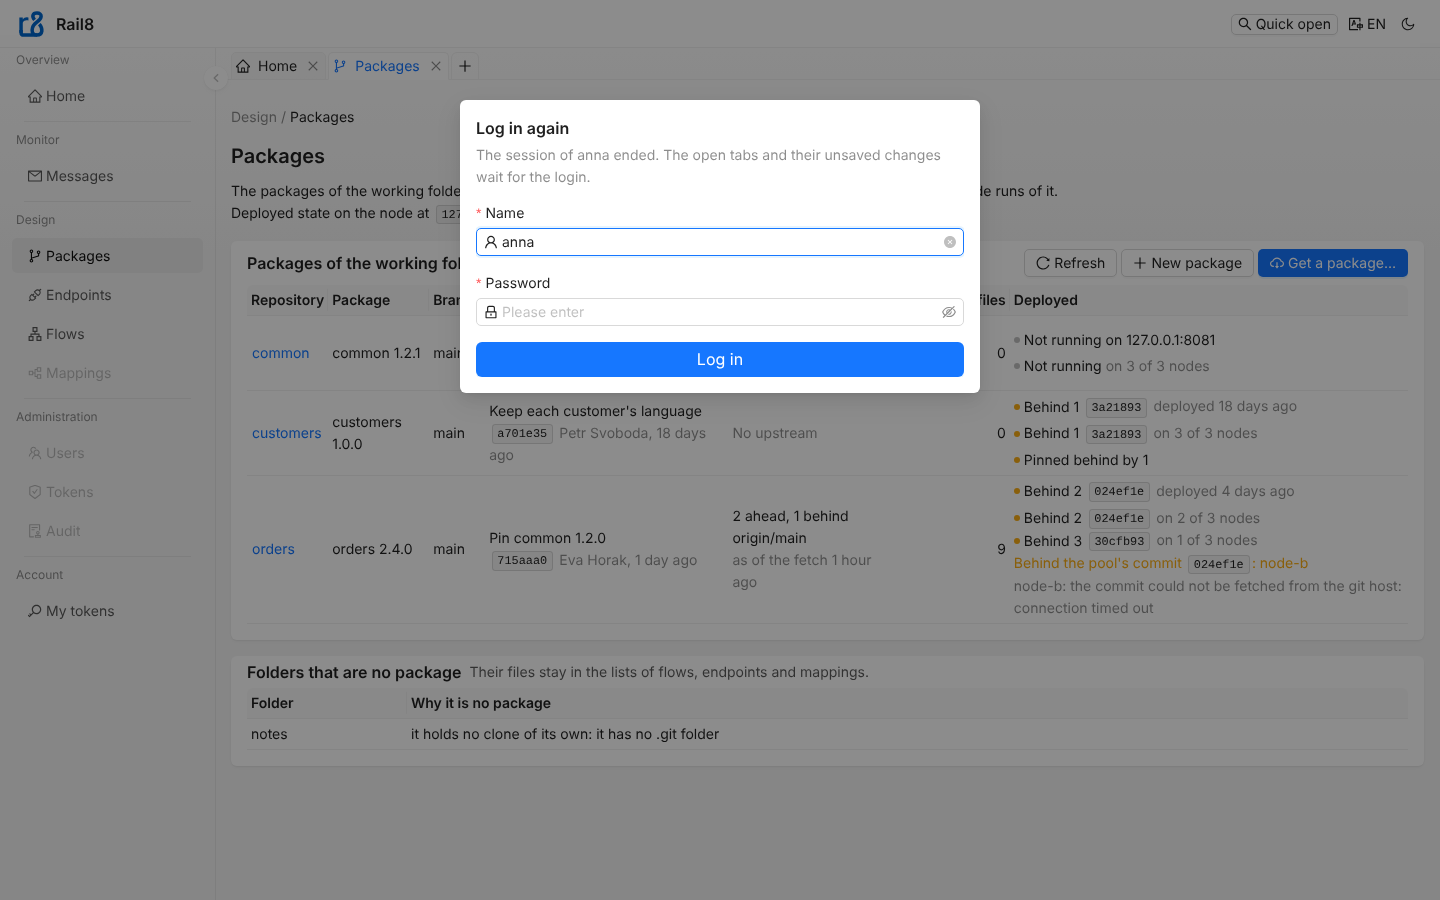 Rail8
Quick open
EN
Overview
Home
Monitor
Messages
Design
Packages
Endpoints
Flows
Mappings
Administration
Users
Tokens
Audit
Account
My tokens
Home
Packages
Design / Packages
Packages
The packages of the working folde
de runs of it.
Deployed state on the node at 127
Log in again
The session of anna ended. The open tabs and their unsaved changes
wait for the login.
* Name
anna
* Password
Please enter
Log in
Packages of the working fol
Refresh
New package
Get a package...
Repository Package Bran files Deployed
common common 1.2.1 main 0
Not running on 127.0.0.1:8081
Not running on 3 of 3 nodes
customers customers 1.0.0 main
Keep each customer's language
a701e35 Petr Svoboda, 18 days
ago
No upstream
0
Behind 1 3a21893 deployed 18 days ago
Behind 1 3a21893 on 3 of 3 nodes
Pinned behind by 1
orders orders 2.4.0 main
Pin common 1.2.0
715aaa0 Eva Horak, 1 day ago
2 ahead, 1 behind
origin/main
as of the fetch 1 hour
ago
9
Behind 2 024ef1e deployed 4 days ago
Behind 2 024ef1e on 2 of 3 nodes
Behind 3 30cfb93 on 1 of 3 nodes
Behind the pool's commit 024ef1e : node-b
node-b: the commit could not be fetched from the git host:
connection timed out
Folders that are no package Their files stay in the lists of flows, endpoints and mappings.
Folder Why it is no package
notes it holds no clone of its own: it has no .git folder